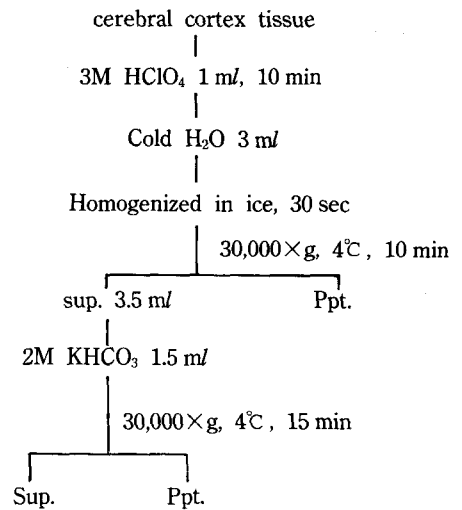 cerebral cortex tissue
3M HClO₄ 1 ml, 10 min
Cold H₂O 3 ml
Homogenized in ice, 30 sec
30,000×g, 4℃, 10 min
sup. 3.5 ml Ppt.
2M KHCO₃ 1.5 ml
30,000×g, 4℃, 15 min
Sup. Ppt.